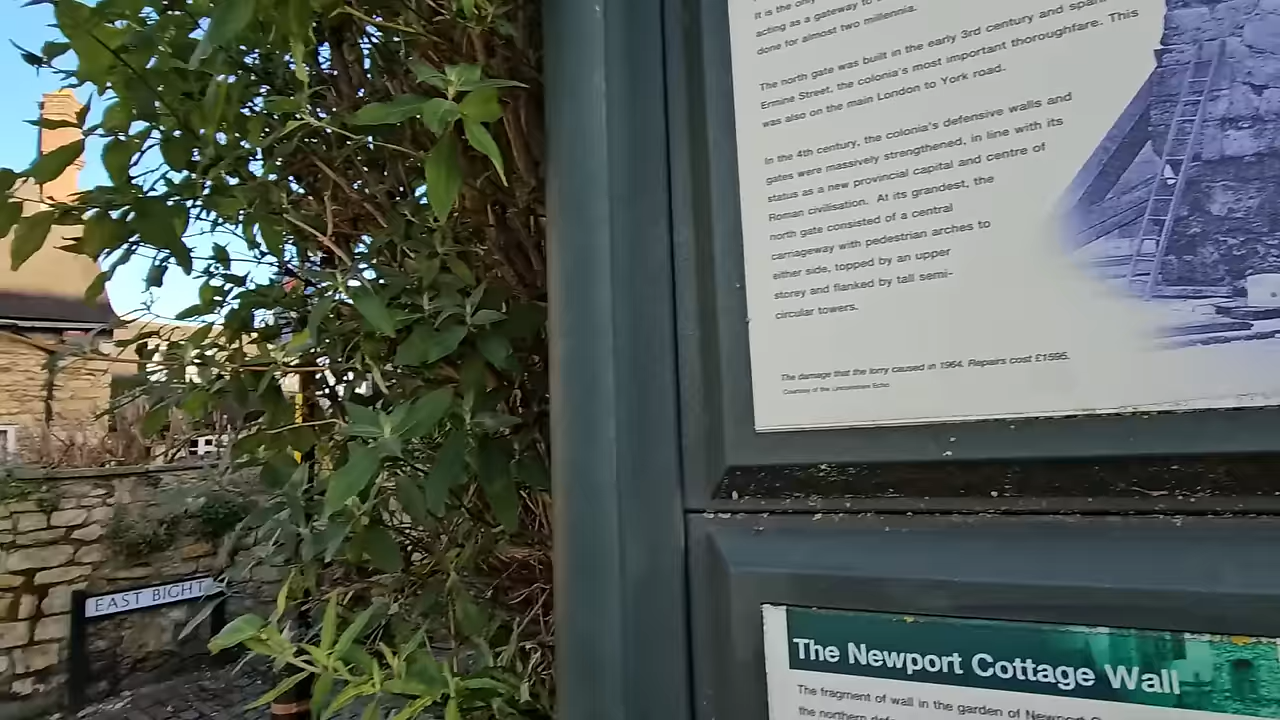 It is the only
acting as a gateway to
done for almost two millennia.
The north gate was built in the early 3rd century and
Ermine Street, the colonia's most important thoroughfare. This
was also on the main London to York road.
In the 4th century, the colonia's defensive walls and
gates were massively strengthened, in line with its
status as a new provincial capital and centre of
Roman civilisation. At its grandest, the
north gate consisted of a central
carriageway with pedestrian arches to
either side, topped by an upper
storey and flanked by tall semi-
circular towers.
The damage that the lorry caused in 1964. Repairs cost £1595.
Courtesy of the Lincolnshire Echo
EAST BIGHT
The Newport Cottage Wall
The fragment of wall in the garden of Newport
the northern